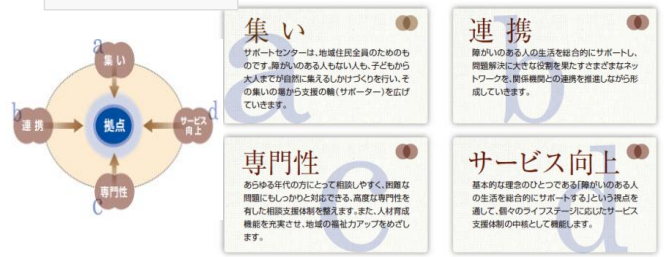 a
集い
b
連携
拠点
サービス
向上
d
専門性
c
a
集い
サポートセンターは、地域住民全員のためのも
のです。障がいのある人もない人も、子どもから
大人までが自然に集えるしかけづくりを行い、そ
の集いの場から支援の輪(サポーター)を広げ
ていきます。
b
連携
障がいのある人の生活を総合的にサポートし、
問題解決に大きな役割を果たすさまざまなネッ
トワークを、関係機関との連携を推進しながら形
成していきます。
c
専門性
あらゆる年代の方にとって相談しやすく、困難な
問題にもしっかりと対応できる、高度な専門性を
有した相談支援体制を整えます。また、人材育成
機能を充実させ、地域の福祉力アップをめざし
ます。
d
サービス向上
基本的な理念のひとつである「障がいのある人
の生活を総合的にサポートする」という視点を
通して、個々のライフステージに応じたサービス
支援体制の中核として機能します。